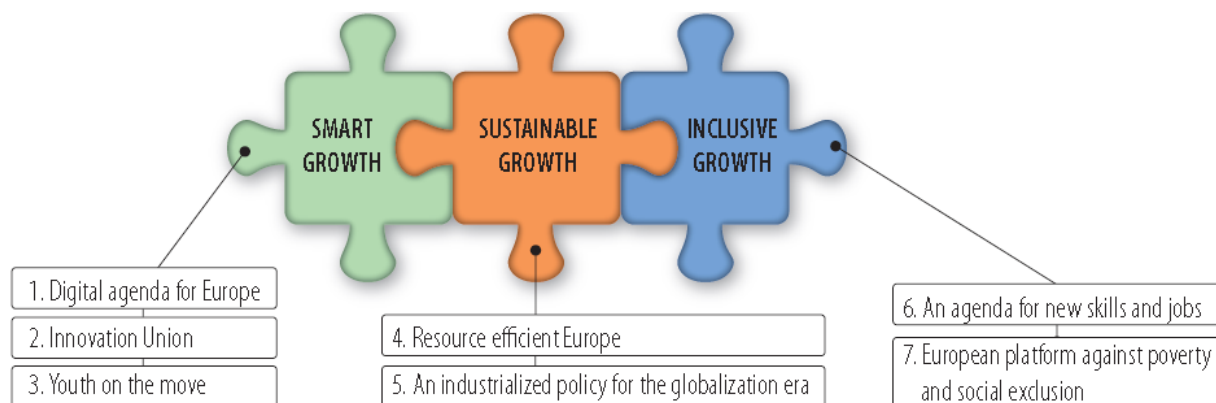 SMART
GROWTH
SUSTAINABLE
GROWTH
INCLUSIVE
GROWTH
1. Digital agenda for Europe
2. Innovation Union
3. Youth on the move
4. Resource efficient Europe
5. An industrialized policy for the globalization era
6. An agenda for new skills and jobs
7. European platform against poverty
and social exclusion